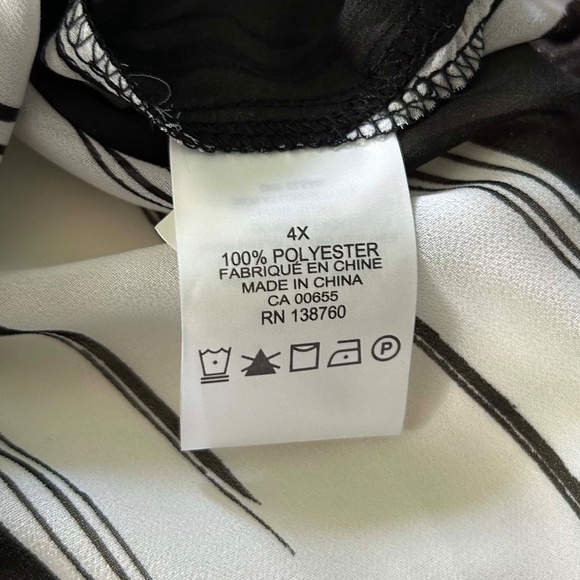 4X
100% POLYESTER
FABRIQUÉ EN CHINE
MADE IN CHINA
CA 00655
RN 138760
P